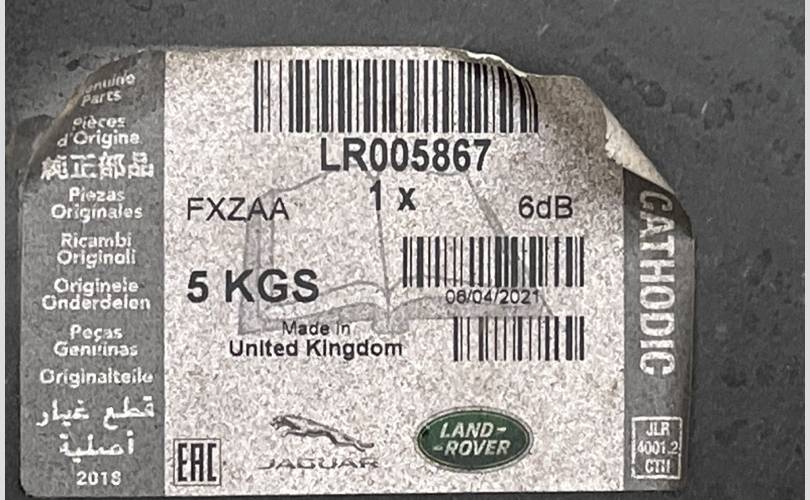 Genuine
Parts
Pièces
d'Origine
純正部品
Piezas
Originales
Ricambi
Originali
Originele
Onderdelen
Peças
Genuinas
Originalteile
قطع غيار
أصلية
2018
LR005867
1 x
FXZAA
6dB
5 KGS
06/04/2021
Made in
United Kingdom
EAC
JAGUAR
LAND-
-ROVER
CATHODIC
JLR
4001.2
CTH